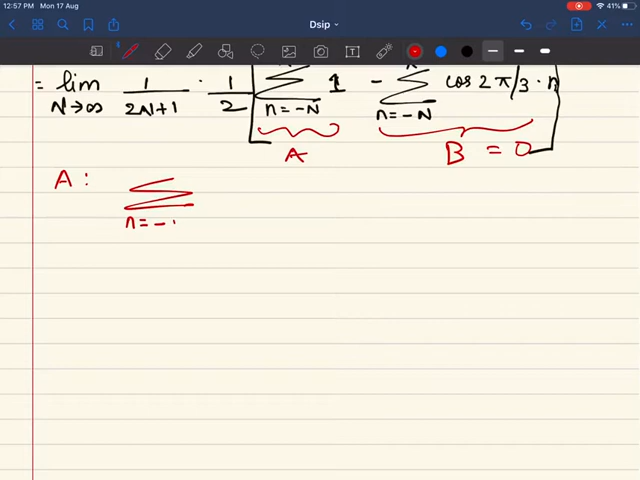 12:57 PM Mon 17 Aug 41%
Dsip
= lim N→∞ 1/(2N+1) · 1/2 [ Σ n=-N 1 - Σ n=-N cos 2π/3 · n ]
A B = 0
A : Σ n = -